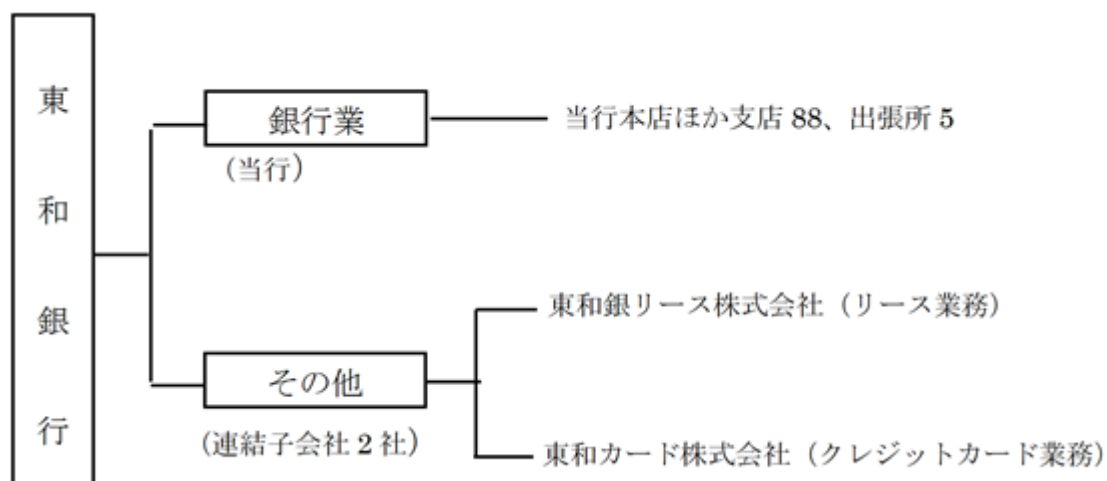 東和銀行
銀行業
(当行)
当行本店ほか支店 88、出張所 5
東和銀リース株式会社（リース業務）
その他
(連結子会社 2 社)
東和カード株式会社（クレジットカード業務）